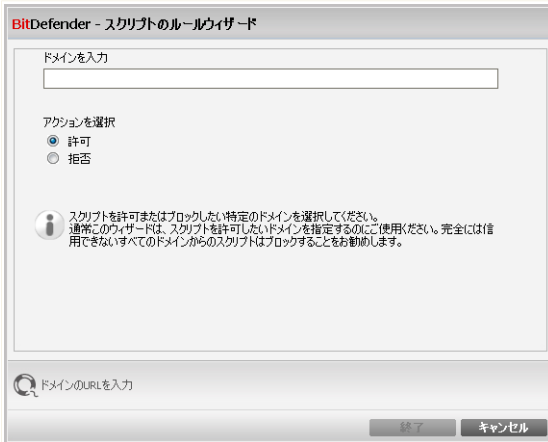 BitDefender - スクリプトのルールウィザード
ドメインを入力
アクションを選択
許可
拒否
スクリプトを許可またはブロックしたい特定のドメインを選択してください。
通常このウィザードは、スクリプトを許可したいドメインを指定するのにご使用ください。完全には信
用できないすべてのドメインからのスクリプトはブロックすることをお勧めします。
ドメインのURLを入力
終了
キャンセル